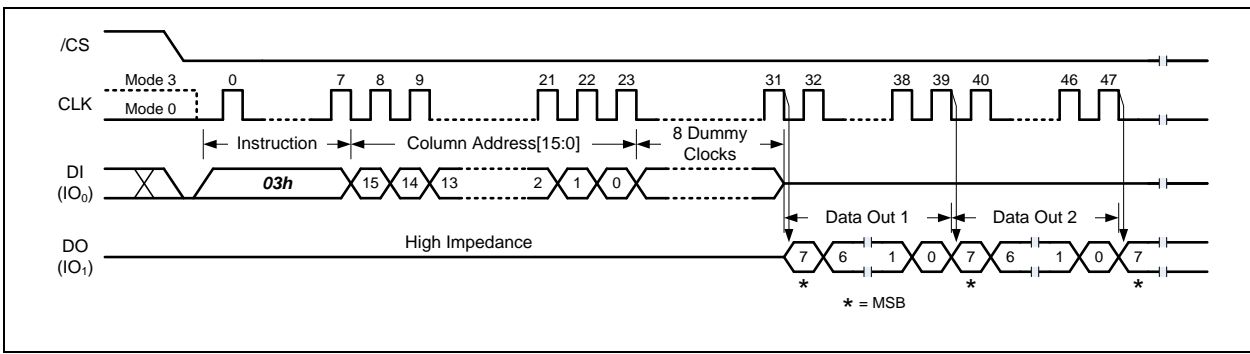 /CS
Mode 3 0 7 8 9 21 22 23 31 32 38 39 40 46 47
CLK
Mode 0
Instruction Column Address[15:0] 8 Dummy Clocks
DI
(IO0)
03h 15 14 13 2 1 0
Data Out 1 Data Out 2
DO
(IO1)
High Impedance
7 6 1 0 7 6 1 0 7
* * *
* = MSB